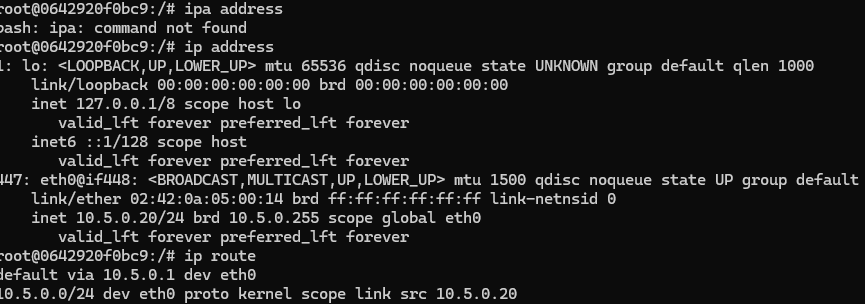 root@0642920f0bc9:/# ipa address
bash: ipa: command not found
root@0642920f0bc9:/# ip address
1: lo: <LOOPBACK,UP,LOWER_UP> mtu 65536 qdisc noqueue state UNKNOWN group default qlen 1000
    link/loopback 00:00:00:00:00:00 brd 00:00:00:00:00:00
    inet 127.0.0.1/8 scope host lo
       valid_lft forever preferred_lft forever
    inet6 ::1/128 scope host
       valid_lft forever preferred_lft forever
447: eth0@if448: <BROADCAST,MULTICAST,UP,LOWER_UP> mtu 1500 qdisc noqueue state UP group default
    link/ether 02:42:0a:05:00:14 brd ff:ff:ff:ff:ff:ff link-netnsid 0
    inet 10.5.0.20/24 brd 10.5.0.255 scope global eth0
       valid_lft forever preferred_lft forever
root@0642920f0bc9:/# ip route
default via 10.5.0.1 dev eth0
10.5.0.0/24 dev eth0 proto kernel scope link src 10.5.0.20